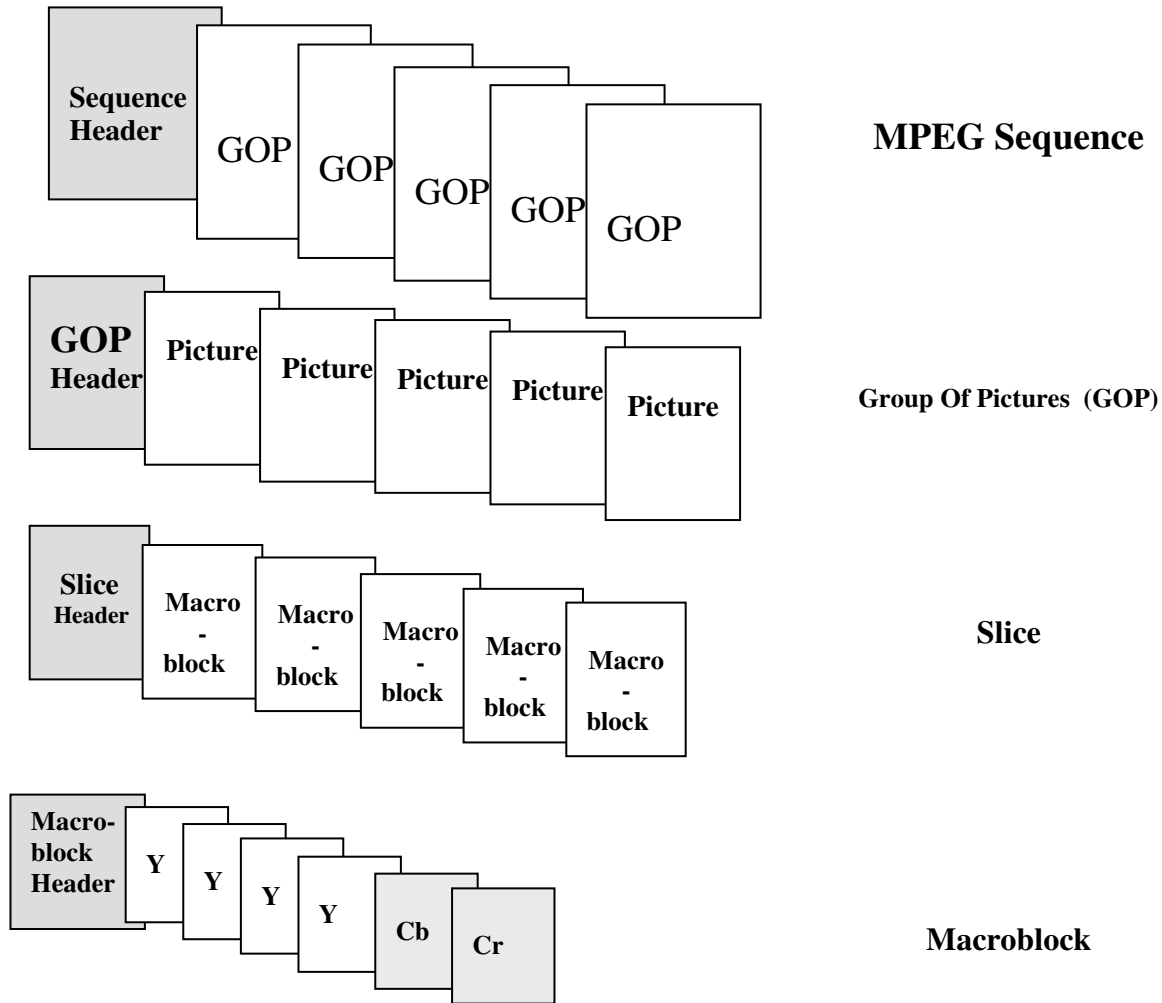 Sequence
Header
GOP
GOP
GOP
GOP
GOP
MPEG Sequence
GOP
Header
Picture
Picture
Picture
Picture
Picture
Group Of Pictures (GOP)
Slice
Header
Macro
-
block
Macro
-
block
Macro
-
block
Macro
-
block
Macro
-
block
Slice
Macro-
block
Header
Y
Y
Y
Y
Cb
Cr
Macroblock